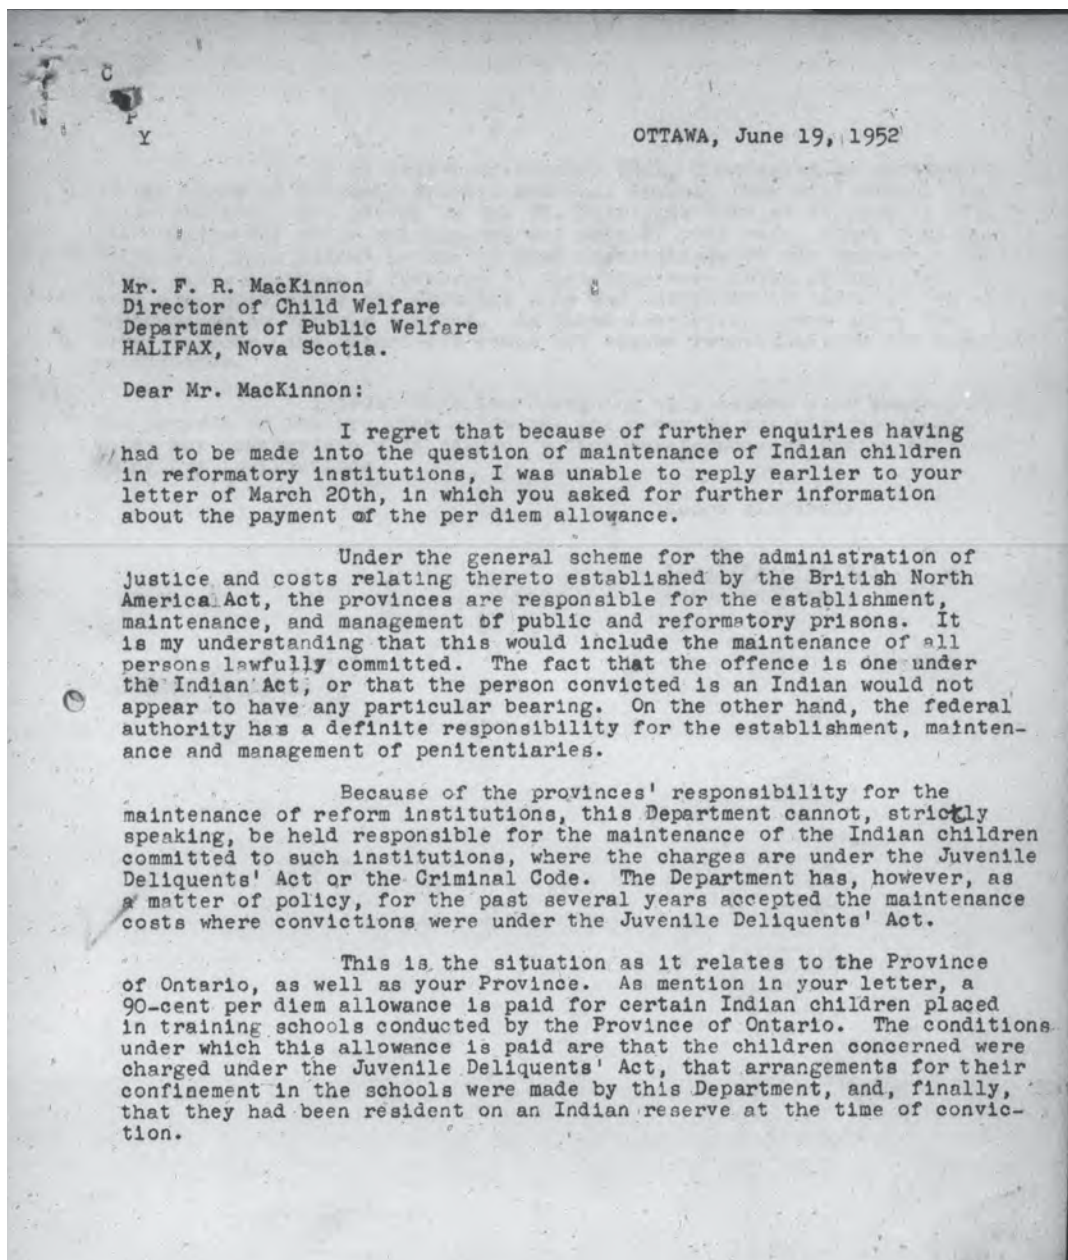 C
P
Y
OTTAWA, June 19, 1952
Mr. F. R. MacKinnon
Director of Child Welfare
Department of Public Welfare
HALIFAX, Nova Scotia.
Dear Mr. MacKinnon:
I regret that because of further enquiries having
had to be made into the question of maintenance of Indian children
in reformatory institutions, I was unable to reply earlier to your
letter of March 20th, in which you asked for further information
about the payment of the per diem allowance.
Under the general scheme for the administration of
justice and costs relating thereto established by the British North
America Act, the provinces are responsible for the establishment,
maintenance, and management of public and reformatory prisons. It
is my understanding that this would include the maintenance of all
persons lawfully committed. The fact that the offence is one under
the Indian Act, or that the person convicted is an Indian would not
appear to have any particular bearing. On the other hand, the federal
authority has a definite responsibility for the establishment, mainten-
ance and management of penitentiaries.
Because of the provinces' responsibility for the
maintenance of reform institutions, this Department cannot, strictly
speaking, be held responsible for the maintenance of the Indian children
committed to such institutions, where the charges are under the Juvenile
Deliquents' Act or the Criminal Code. The Department has, however, as
a matter of policy, for the past several years accepted the maintenance
costs where convictions were under the Juvenile Deliquents' Act.
This is the situation as it relates to the Province
of Ontario, as well as your Province. As mention in your letter, a
90-cent per diem allowance is paid for certain Indian children placed
in training schools conducted by the Province of Ontario. The conditions
under which this allowance is paid are that the children concerned were
charged under the Juvenile Deliquents' Act, that arrangements for their
confinement in the schools were made by this Department, and, finally,
that they had been resident on an Indian reserve at the time of convic-
tion.